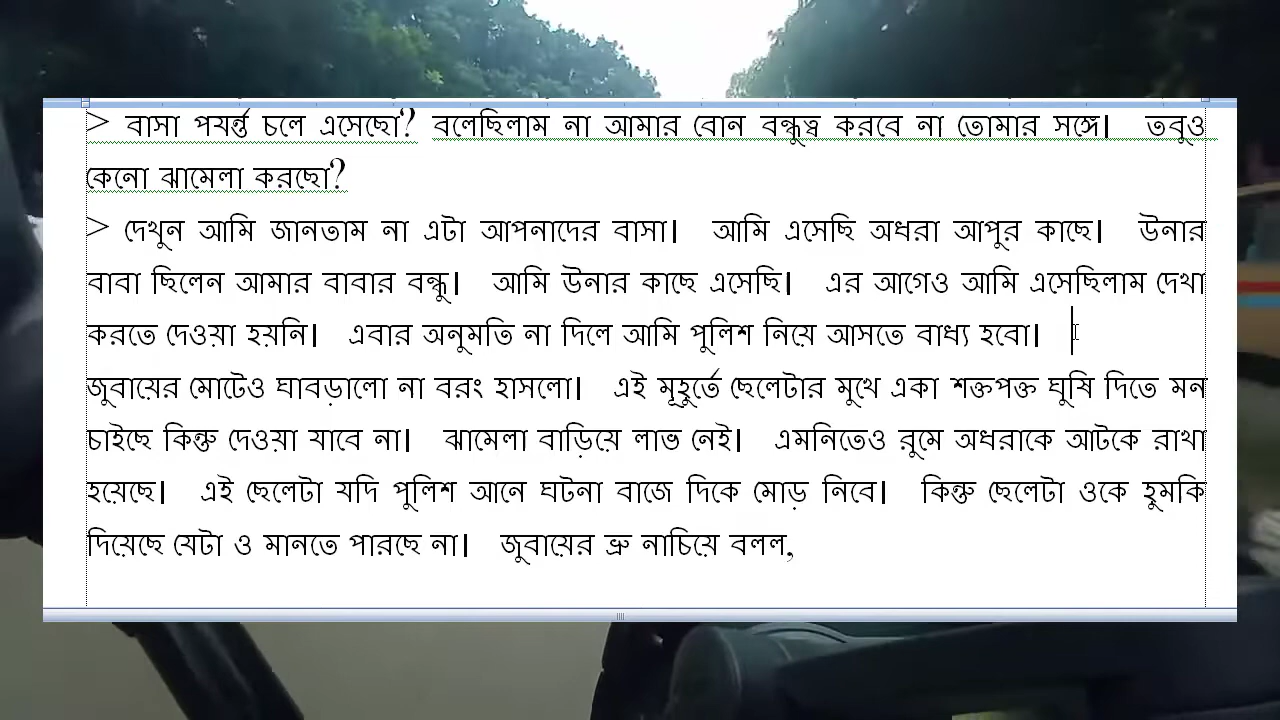 > বাসা পযর্ন্ত চলে এসেছো? বলেছিলাম না আমার বোন বন্ধুত্ব করবে না তোমার সঙ্গে। তবুও
কেনো ঝামেলা করছো?
> দেখুন আমি জানতাম না এটা আপনাদের বাসা। আমি এসেছি অধরা আপুর কাছে। উনার
বাবা ছিলেন আমার বাবার বন্ধু। আমি উনার কাছে এসেছি। এর আগেও আমি এসেছিলাম দেখা
করতে দেওয়া হয়নি। এবার অনুমতি না দিলে আমি পুলিশ নিয়ে আসতে বাধ্য হবো।
জুবায়ের মোটেও ঘাবড়ালো না বরং হাসলো। এই মূহুর্তে ছেলেটার মুখে একা শক্তপক্ত ঘুষি দিতে মন
চাইছে কিন্তু দেওয়া যাবে না। ঝামেলা বাড়িয়ে লাভ নেই। এমনিতেও রুমে অধরাকে আটকে রাখা
হয়েছে। এই ছেলেটা যদি পুলিশ আনে ঘটনা বাজে দিকে মোড় নিবে। কিন্তু ছেলেটা ওকে হুমকি
দিয়েছে যেটা ও মানতে পারছে না। জুবায়ের ভ্রু নাচিয়ে বলল,